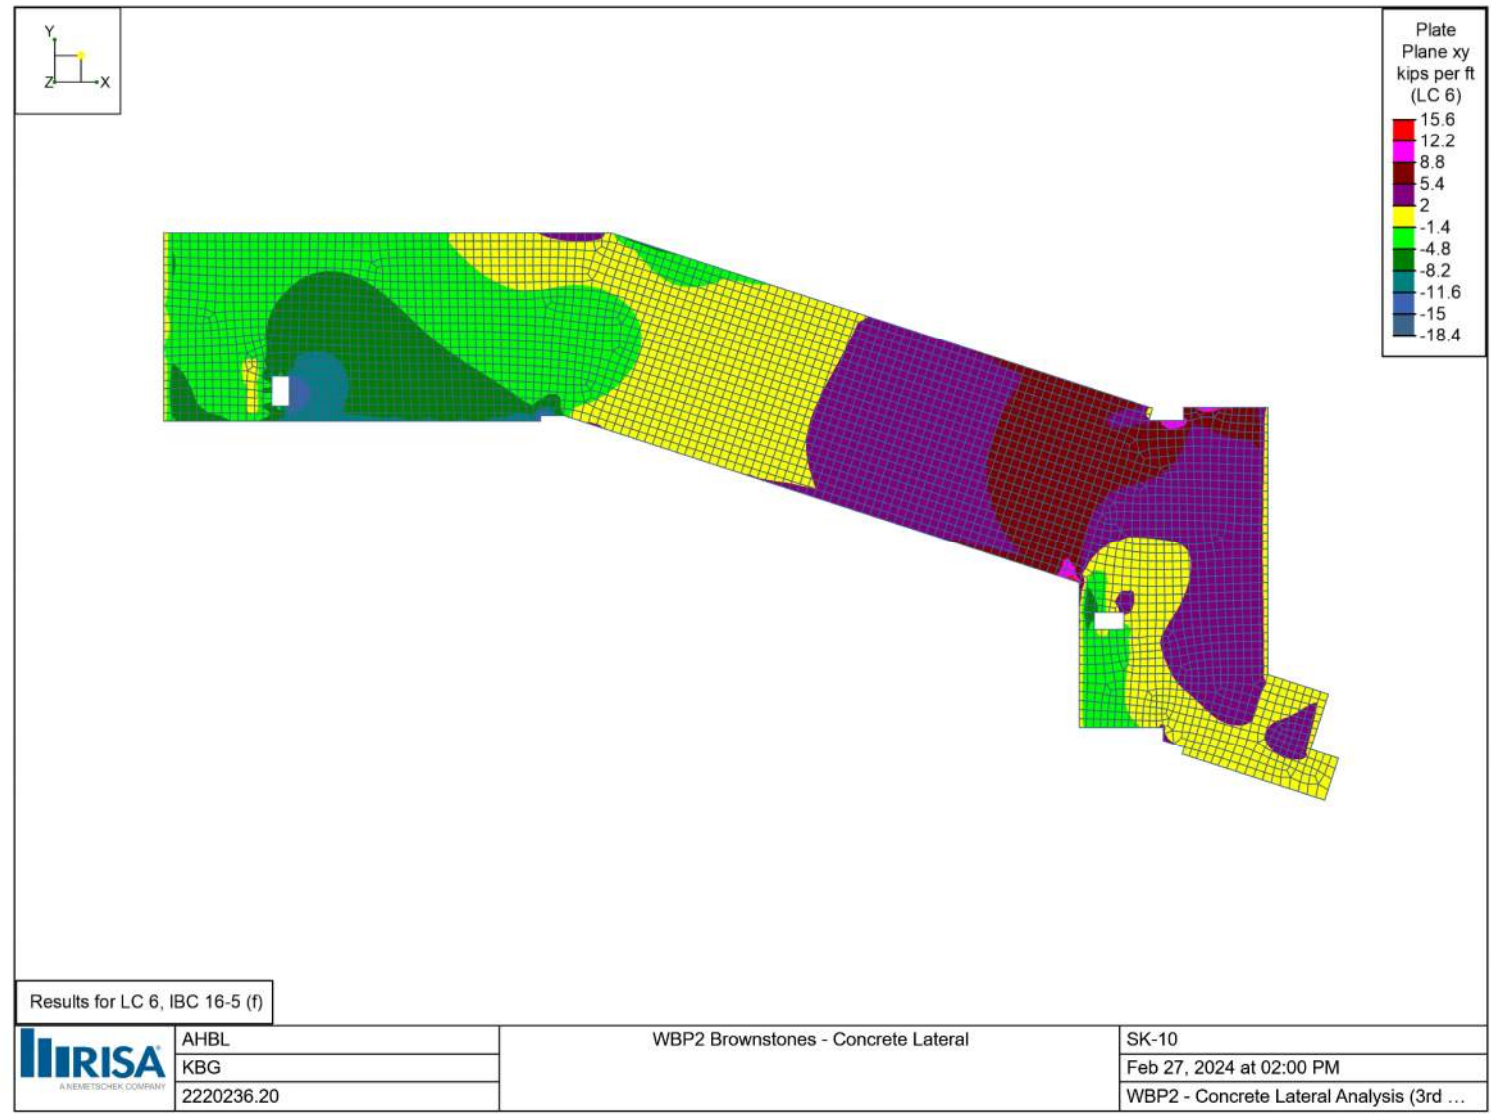 Y
Z
X
Plate
Plane xy
kips per ft
(LC 6)
15.6
12.2
8.8
5.4
2
-1.4
-4.8
-8.2
-11.6
-15
-18.4
Results for LC 6, IBC 16-5 (f)
RISA
A NEMETSCHEK COMPANY
AHBL
KBG
2220236.20
WBP2 Brownstones - Concrete Lateral
SK-10
Feb 27, 2024 at 02:00 PM
WBP2 - Concrete Lateral Analysis (3rd ...